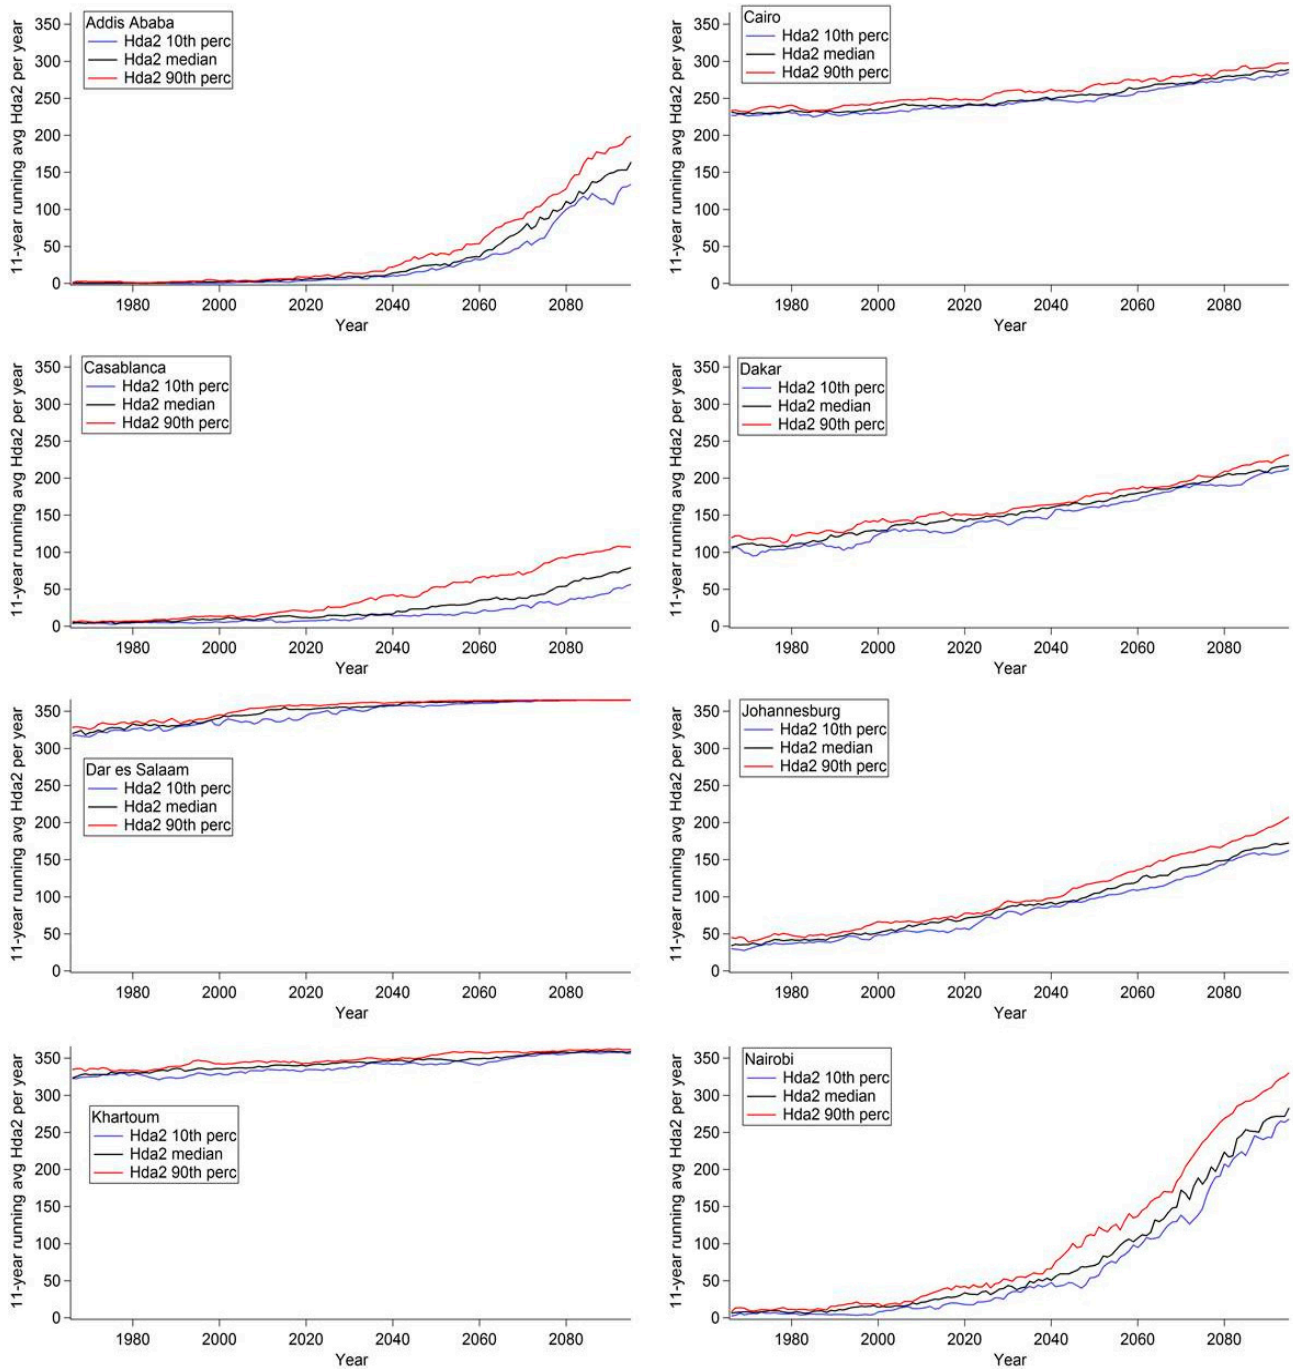 Addis Ababa
Hda2 10th perc
Hda2 median
Hda2 90th perc
11-year running avg Hda2 per year
350
300
250
200
150
100
50
0
1980 2000 2020 2040 2060 2080
Year
Cairo
Hda2 10th perc
Hda2 median
Hda2 90th perc
11-year running avg Hda2 per year
350
300
250
200
150
100
50
0
1980 2000 2020 2040 2060 2080
Year
Casablanca
Hda2 10th perc
Hda2 median
Hda2 90th perc
11-year running avg Hda2 per year
350
300
250
200
150
100
50
0
1980 2000 2020 2040 2060 2080
Year
Dakar
Hda2 10th perc
Hda2 median
Hda2 90th perc
11-year running avg Hda2 per year
350
300
250
200
150
100
50
0
1980 2000 2020 2040 2060 2080
Year
Dar es Salaam
Hda2 10th perc
Hda2 median
Hda2 90th perc
11-year running avg Hda2 per year
350
300
250
200
150
100
50
0
1980 2000 2020 2040 2060 2080
Year
Johannesburg
Hda2 10th perc
Hda2 median
Hda2 90th perc
11-year running avg Hda2 per year
350
300
250
200
150
100
50
0
1980 2000 2020 2040 2060 2080
Year
Khartoum
Hda2 10th perc
Hda2 median
Hda2 90th perc
11-year running avg Hda2 per year
350
300
250
200
150
100
50
0
1980 2000 2020 2040 2060 2080
Year
Nairobi
Hda2 10th perc
Hda2 median
Hda2 90th perc
11-year running avg Hda2 per year
350
300
250
200
150
100
50
0
1980 2000 2020 2040 2060 2080
Year